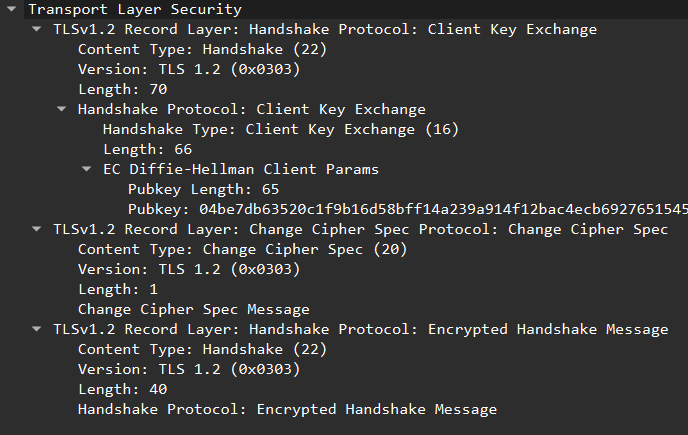 Transport Layer Security
TLSv1.2 Record Layer: Handshake Protocol: Client Key Exchange
Content Type: Handshake (22)
Version: TLS 1.2 (0x0303)
Length: 70
Handshake Protocol: Client Key Exchange
Handshake Type: Client Key Exchange (16)
Length: 66
EC Diffie-Hellman Client Params
Pubkey Length: 65
Pubkey: 04be7db63520c1f9b16d58bff14a239a914f12bac4ecb6927651545
TLSv1.2 Record Layer: Change Cipher Spec Protocol: Change Cipher Spec
Content Type: Change Cipher Spec (20)
Version: TLS 1.2 (0x0303)
Length: 1
Change Cipher Spec Message
TLSv1.2 Record Layer: Handshake Protocol: Encrypted Handshake Message
Content Type: Handshake (22)
Version: TLS 1.2 (0x0303)
Length: 40
Handshake Protocol: Encrypted Handshake Message